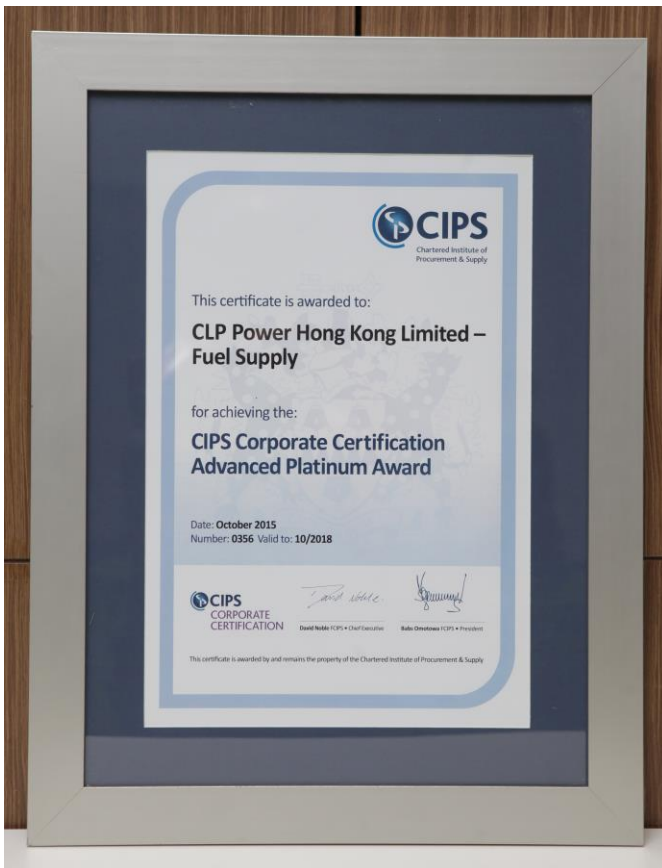 CIPS
Chartered Institute of
Procurement & Supply
This certificate is awarded to:
CLP Power Hong Kong Limited –
Fuel Supply
for achieving the:
CIPS Corporate Certification
Advanced Platinum Award
Date: October 2015
Number: 0356 Valid to: 10/2018
CIPS
CORPORATE
CERTIFICATION
David Noble
David Noble FCIPS • Chief Executive
Babs Omotowa FCIPS • President
This certificate is awarded by and remains the property of the Chartered Institute of Procurement & Supply